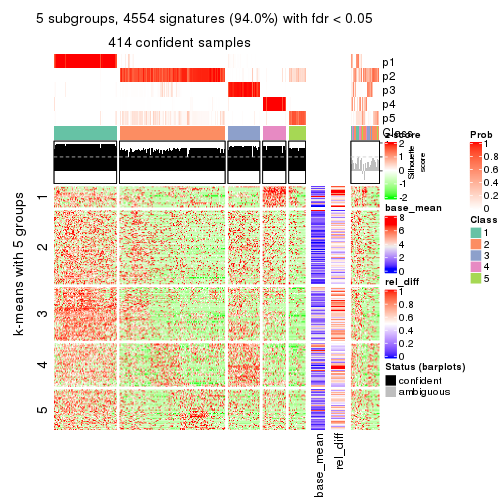 5 subgroups, 4554 signatures (94.0%) with fdr < 0.05
414 confident samples
p1
p2
p3
p4
p5
Class
Silhouette
score
k-means with 5 groups
1
2
3
4
5
base_mean
rel_diff
z-score
2
1
0
-1
-2
base_mean
8
6
4
2
0
rel_diff
1
0.8
0.6
0.4
0.2
0
Status (barplots)
confident
ambiguous
Prob
1
0.8
0.6
0.4
0.2
0
Class
1
2
3
4
5